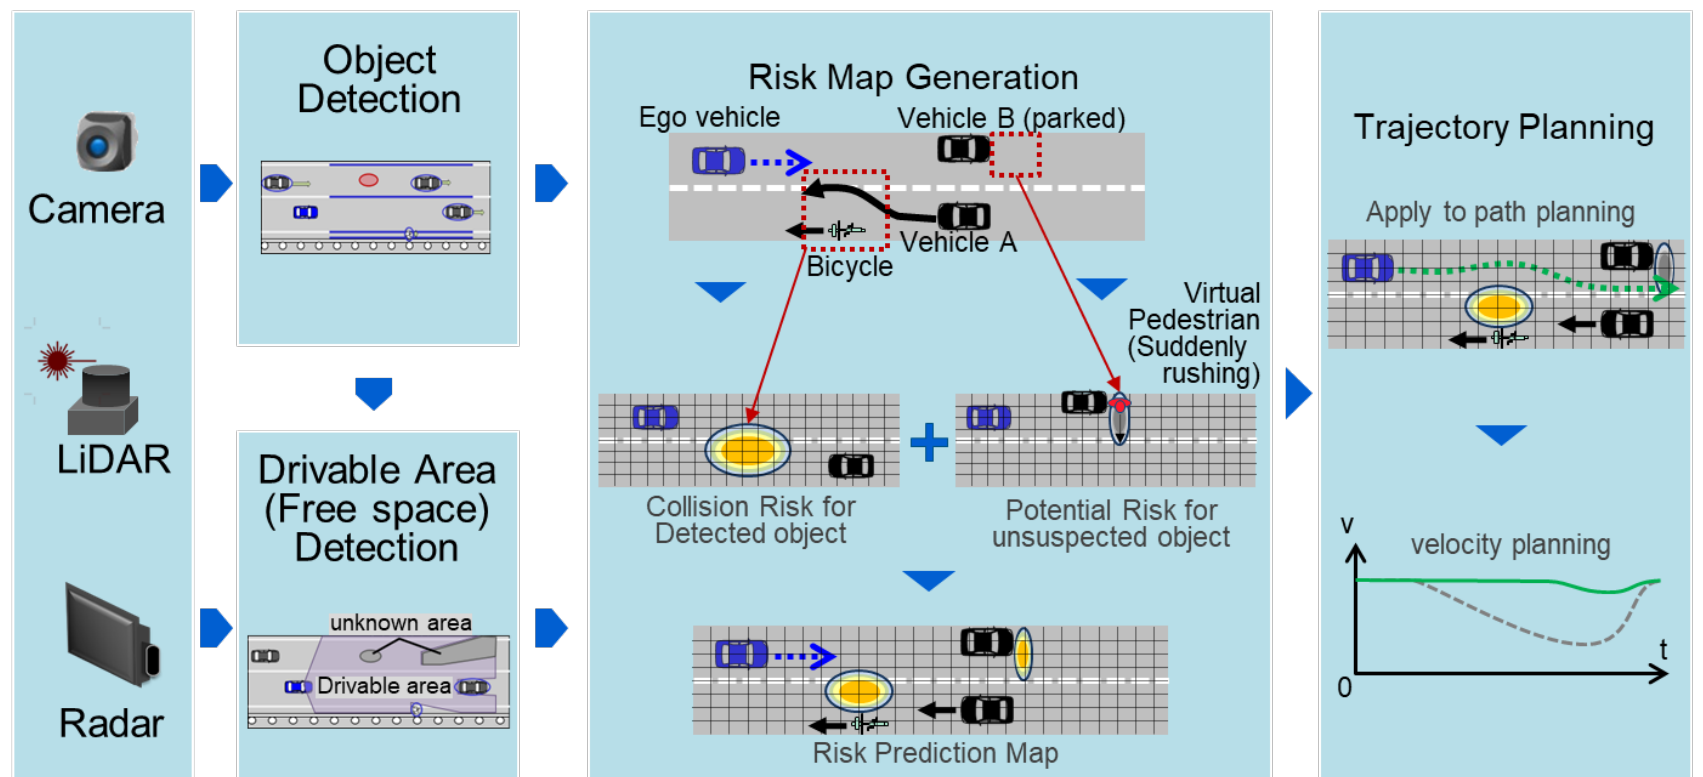 Camera
LiDAR
Radar
Object
Detection
Drivable Area
(Free space)
Detection
unknown area
Drivable area
Risk Map Generation
Ego vehicle
Vehicle B (parked)
Vehicle A
Bicycle
Virtual
Pedestrian
(Suddenly
rushing)
Collision Risk for
Detected object
Potential Risk for
unsuspected object
Risk Prediction Map
Trajectory Planning
Apply to path planning
v
velocity planning
t
0